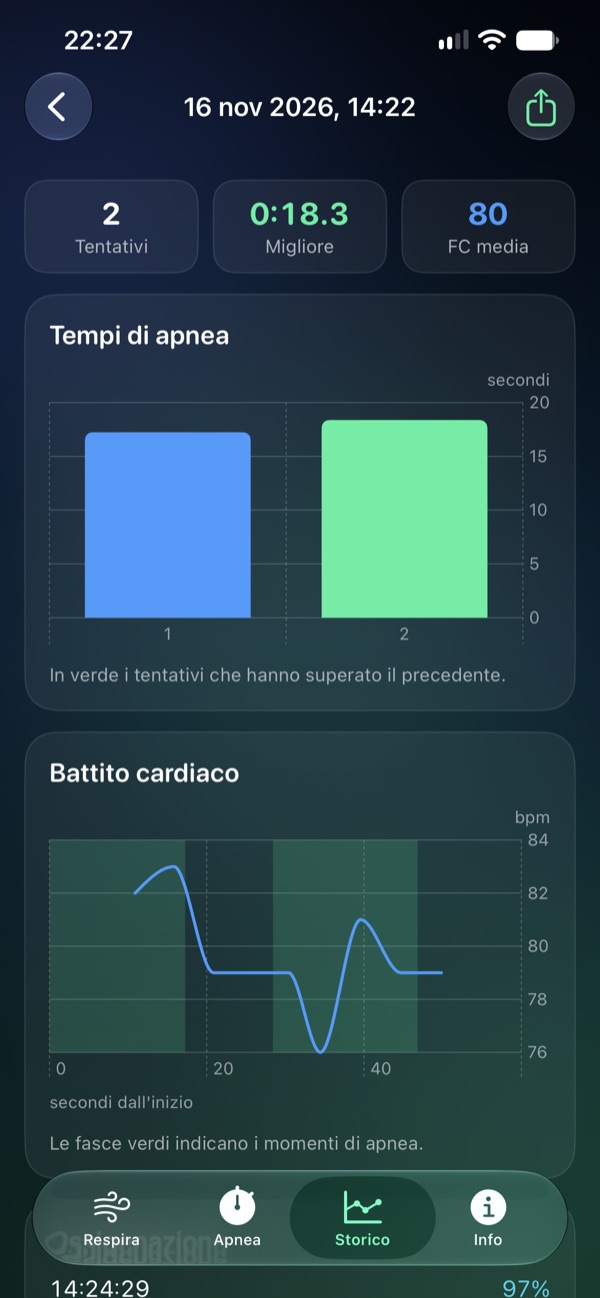 22:27
16 nov 2026, 14:22
2
Tentativi
0:18.3
Migliore
80
FC media
Tempi di apnea
secondi
20
15
10
5
0
1
2
In verde i tentativi che hanno superato il precedente.
Battito cardiaco
bpm
84
82
80
78
76
0
20
40
secondi dall'inizio
Le fasce verdi indicano i momenti di apnea.
Respira
Apnea
Storico
Info
14:24:29
97%